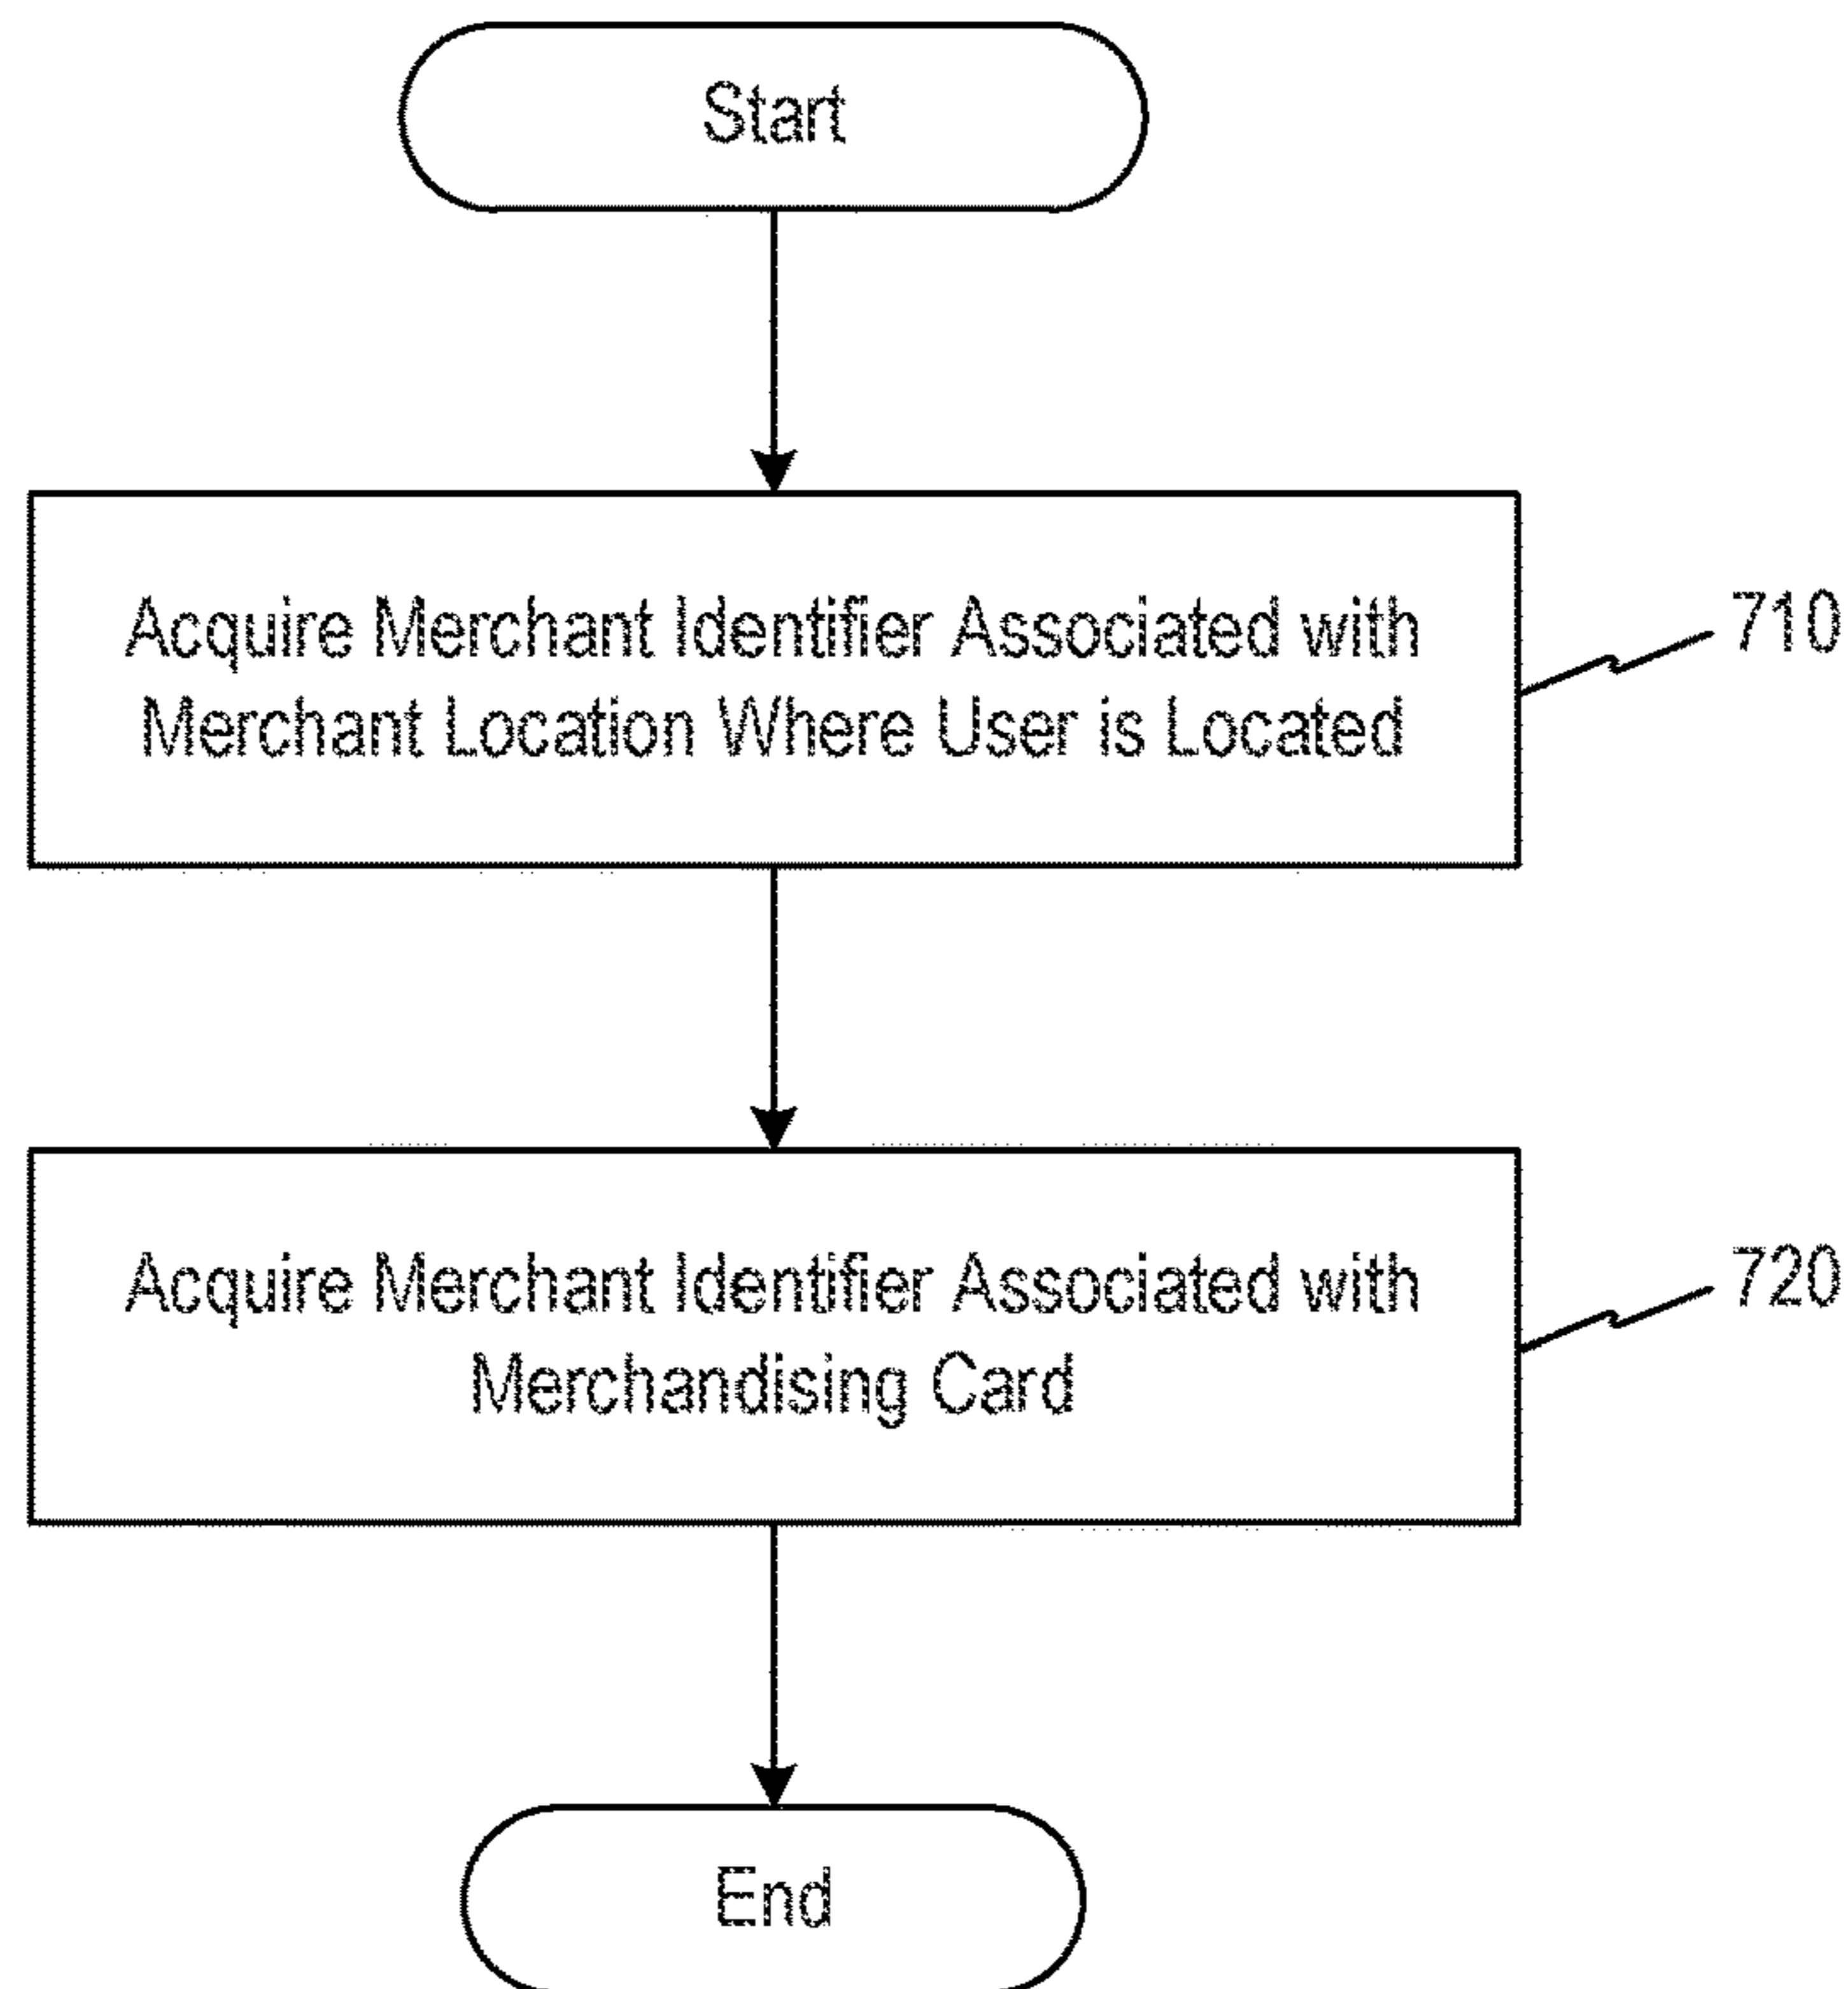 Start
Acquire Merchant Identifier Associated with
Merchant Location Where User is Located
710
Acquire Merchant Identifier Associated with
Merchandising Card
720
End